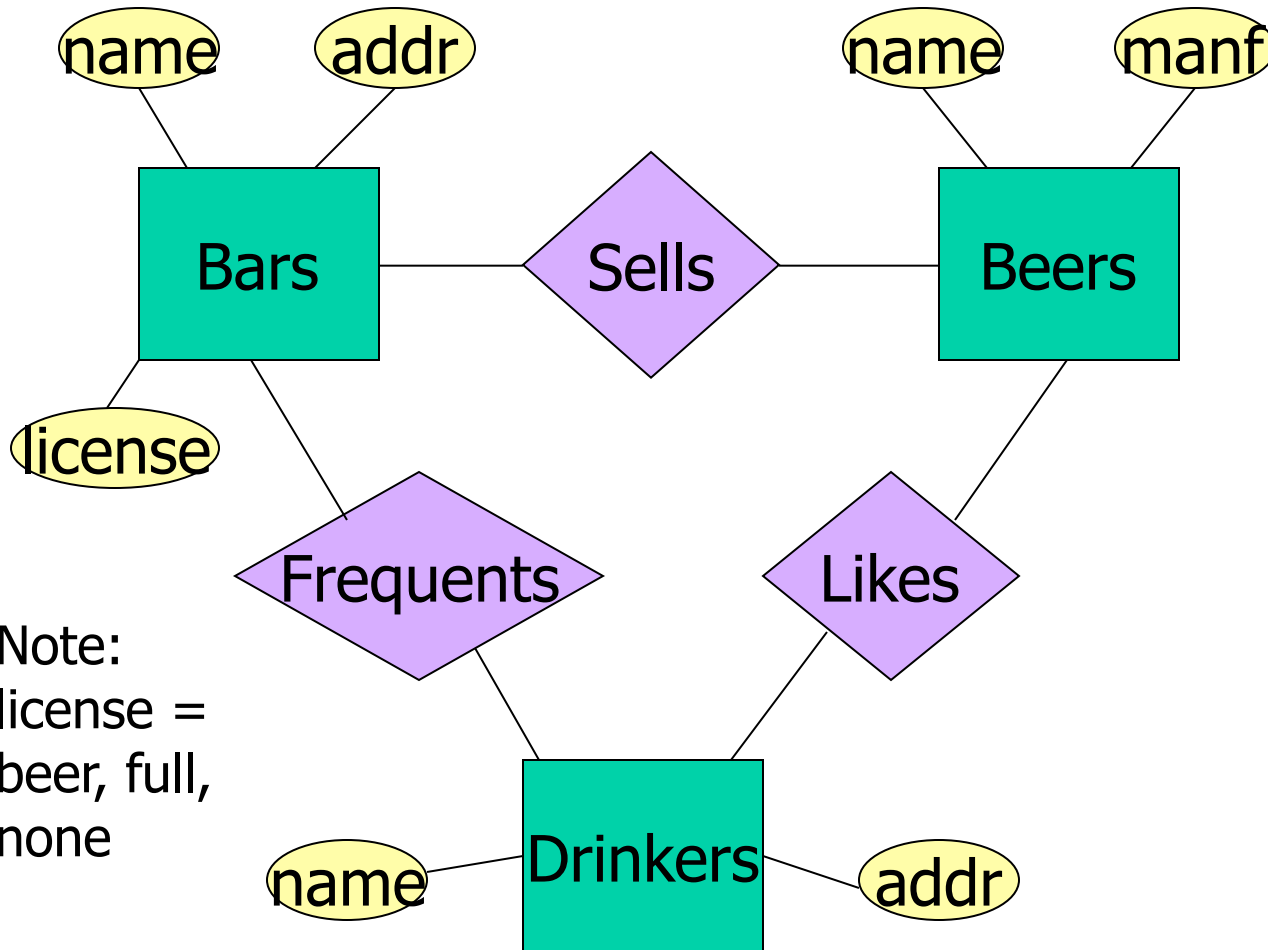 name
addr
name
manf
Bars
Sells
Beers
license
Frequents
Likes
Note:
license =
beer, full,
none
Drinkers
name
addr